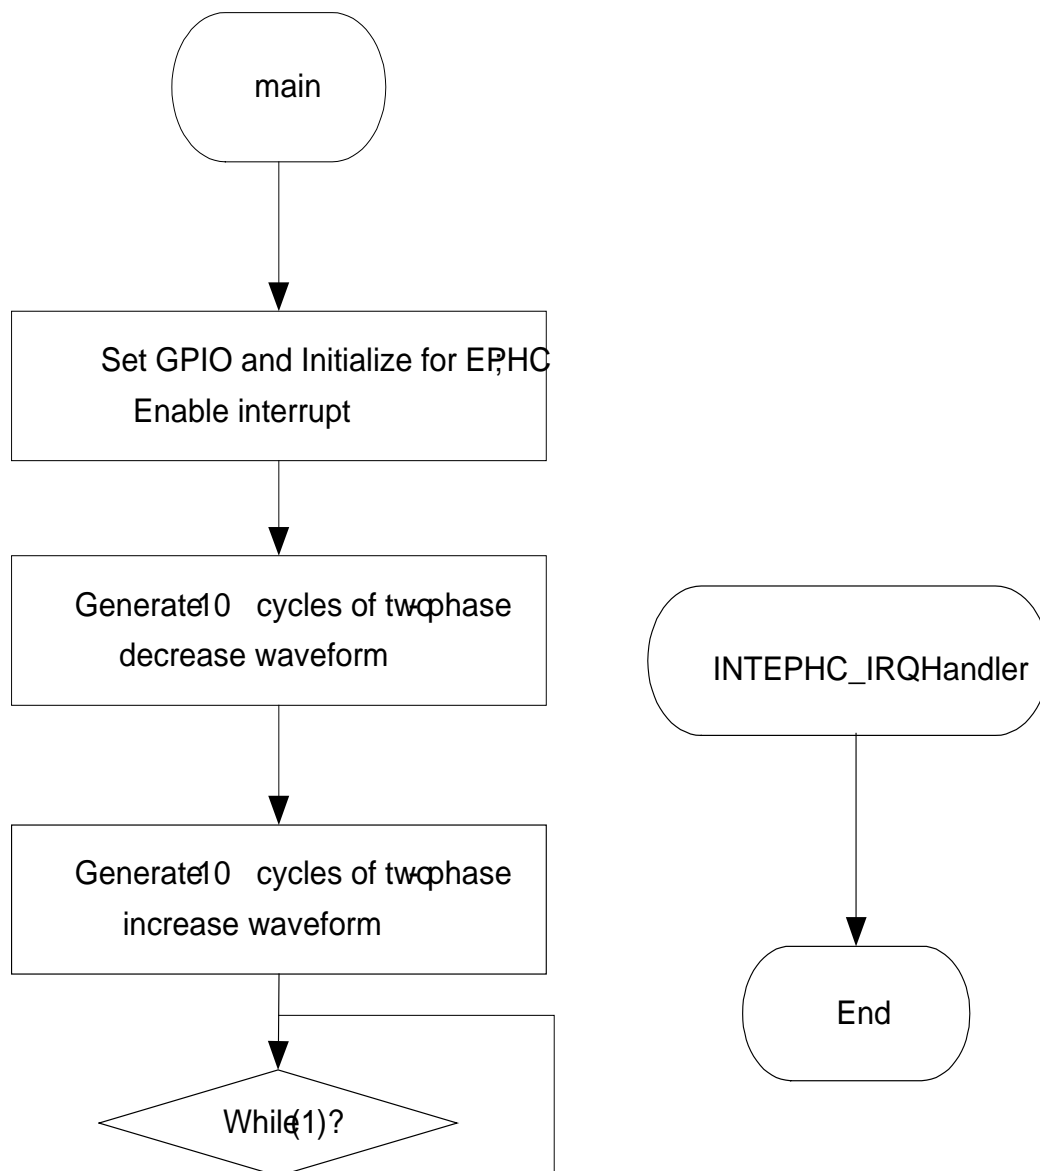 main
Set GPIO and Initialize for EPHC;
Enable interrupt
Generate 10 cycles of two-phase
decrease waveform
Generate 10 cycles of two-phase
increase waveform
While(1)?
INTEPHC_IRQHandler
End